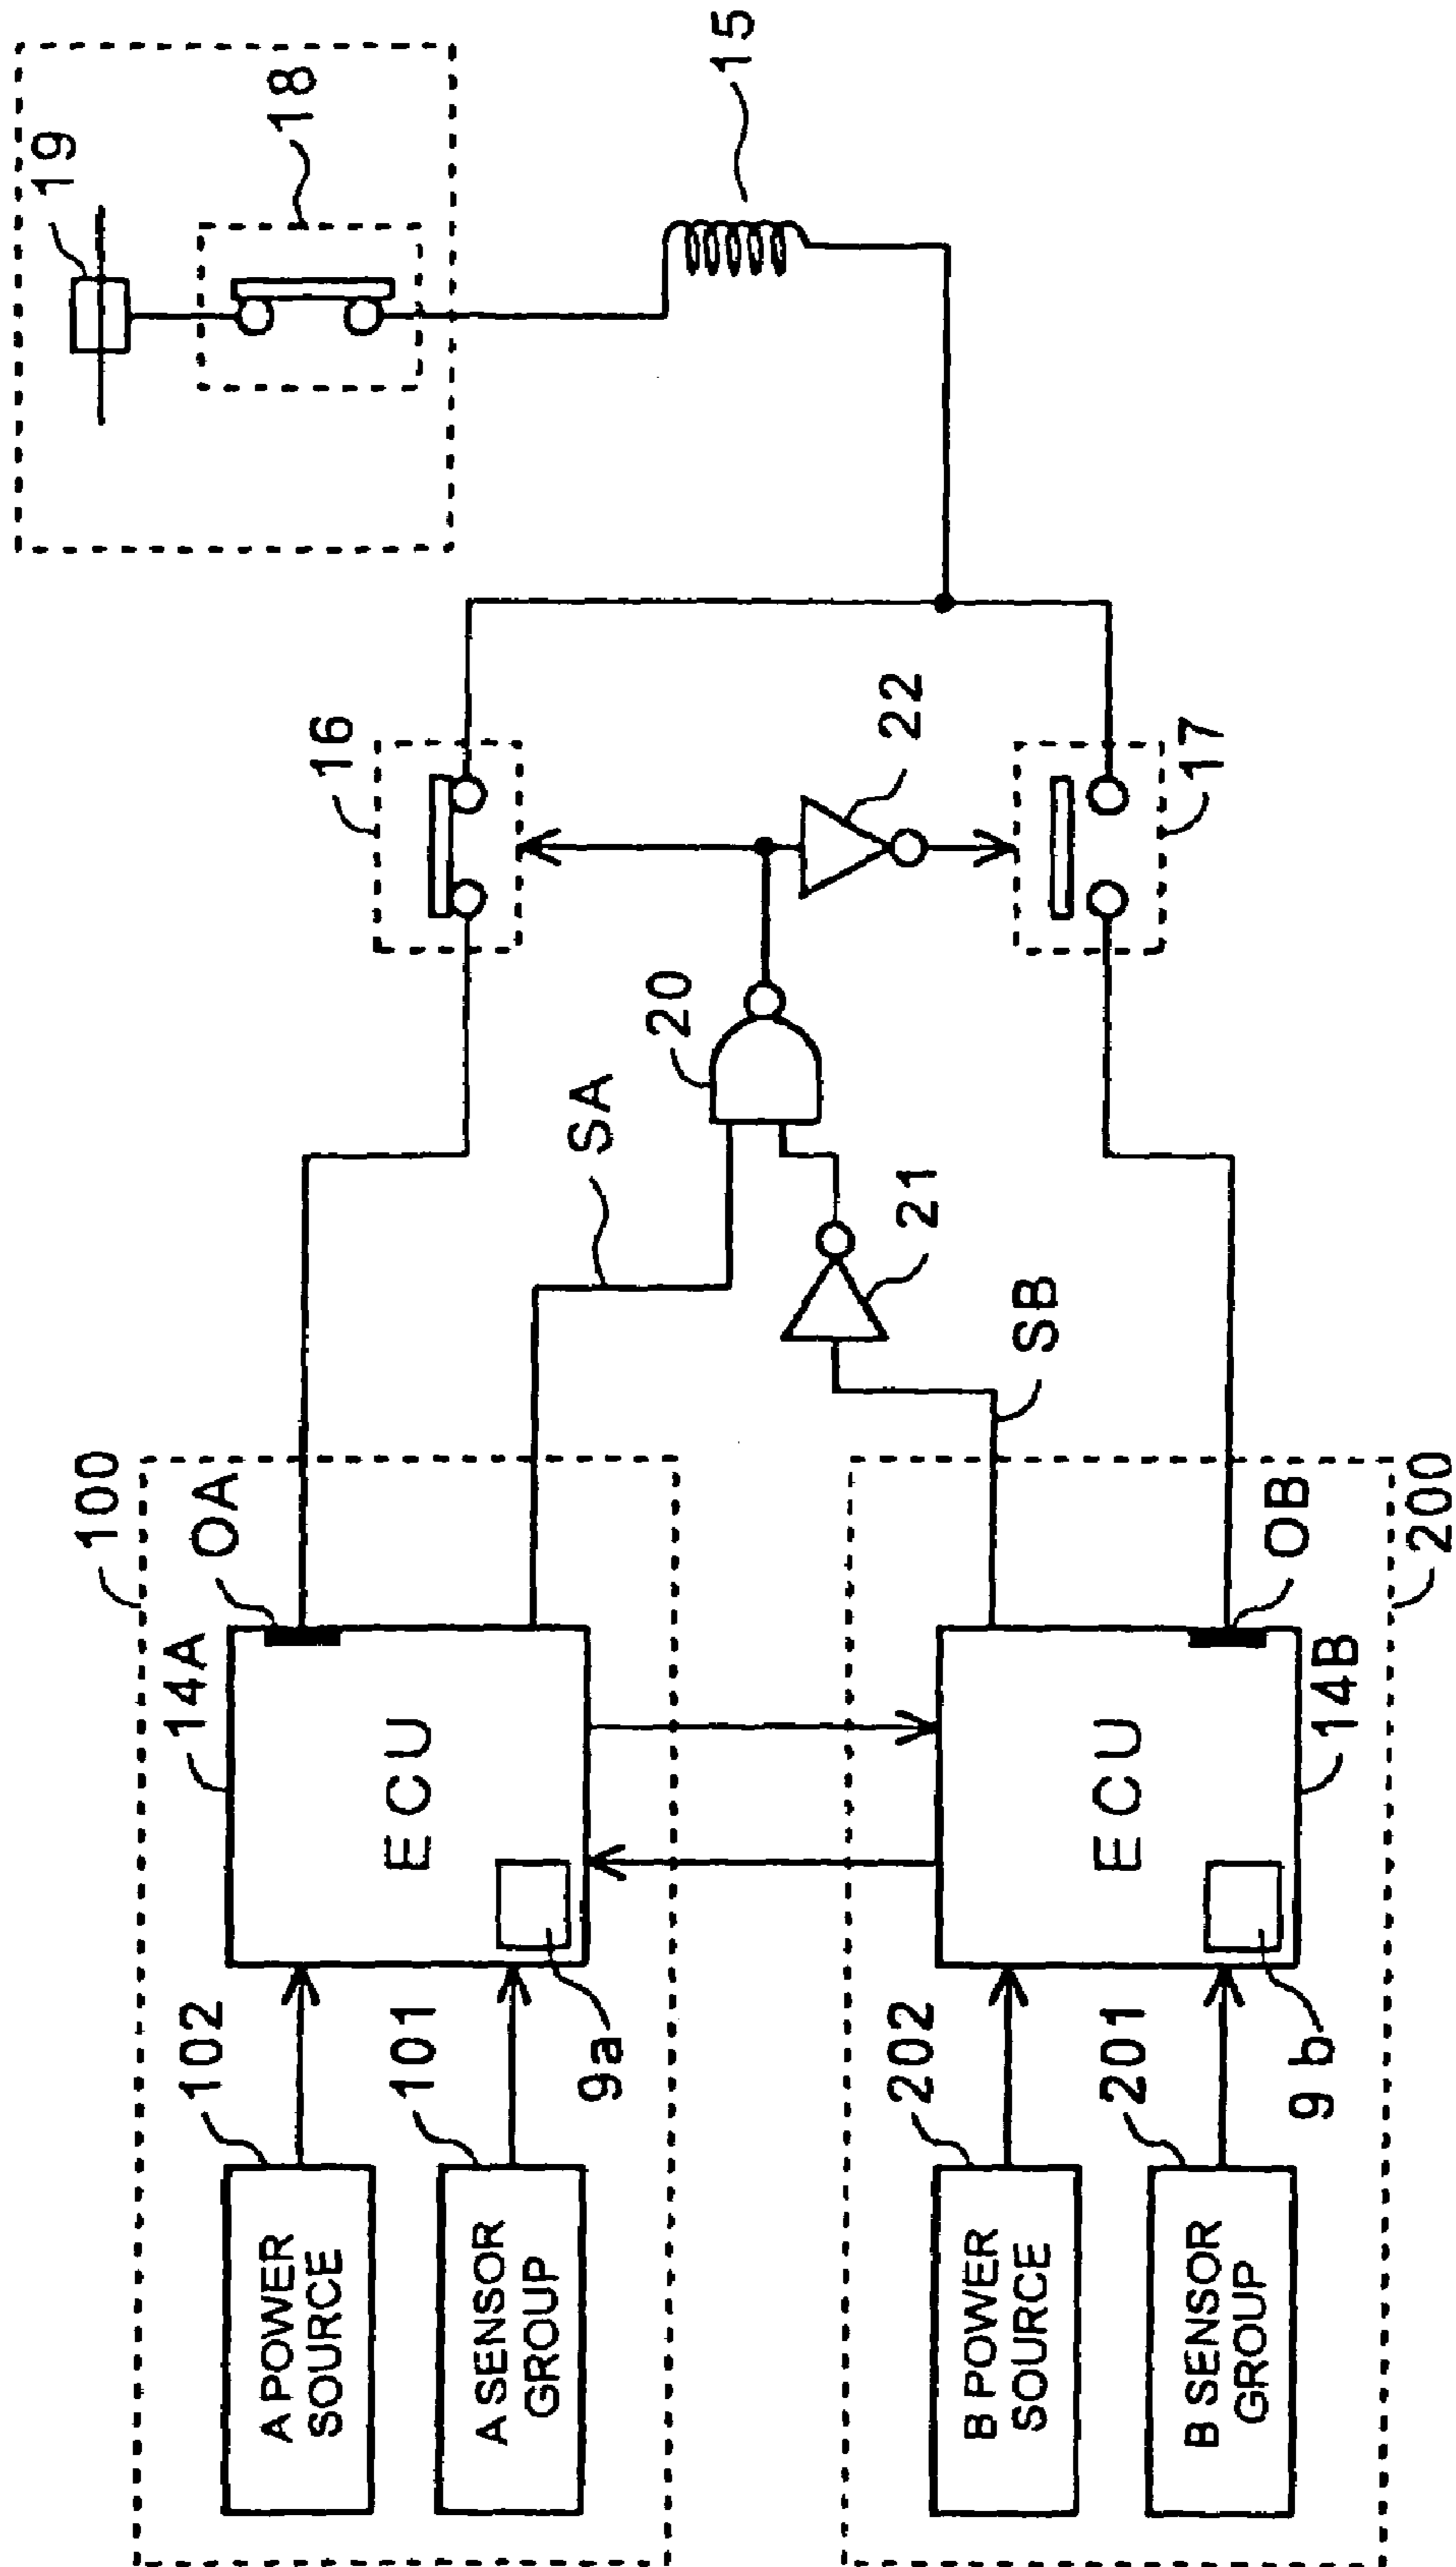 100
102
A POWER
SOURCE
101
A SENSOR
GROUP
14A
OA
ECU
9a
SA
16
20
22
21
SB
17
15
18
19
200
202
B POWER
SOURCE
201
B SENSOR
GROUP
ECU
9b
14B
OB